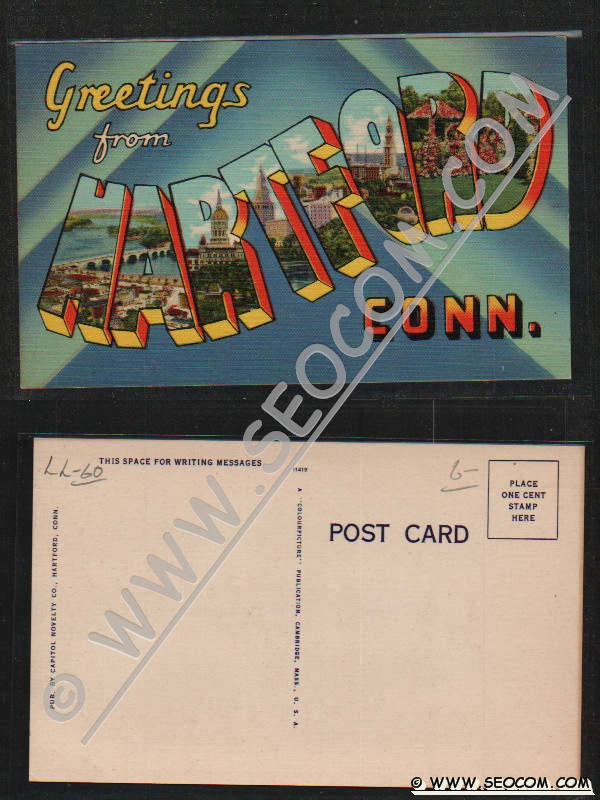 Greetings
from
HARTFORD
CONN.
LL-60
THIS SPACE FOR WRITING MESSAGES
11419
6-
PLACE
ONE CENT
STAMP
HERE
POST CARD
PUB. BY CAPITOL NOVELTY CO., HARTFORD, CONN.
A "COLOURPICTURE" PUBLICATION, CAMBRIDGE, MASS., U. S. A.
© WWW.SEOCOM.COM
© WWW.SEOCOM.COM